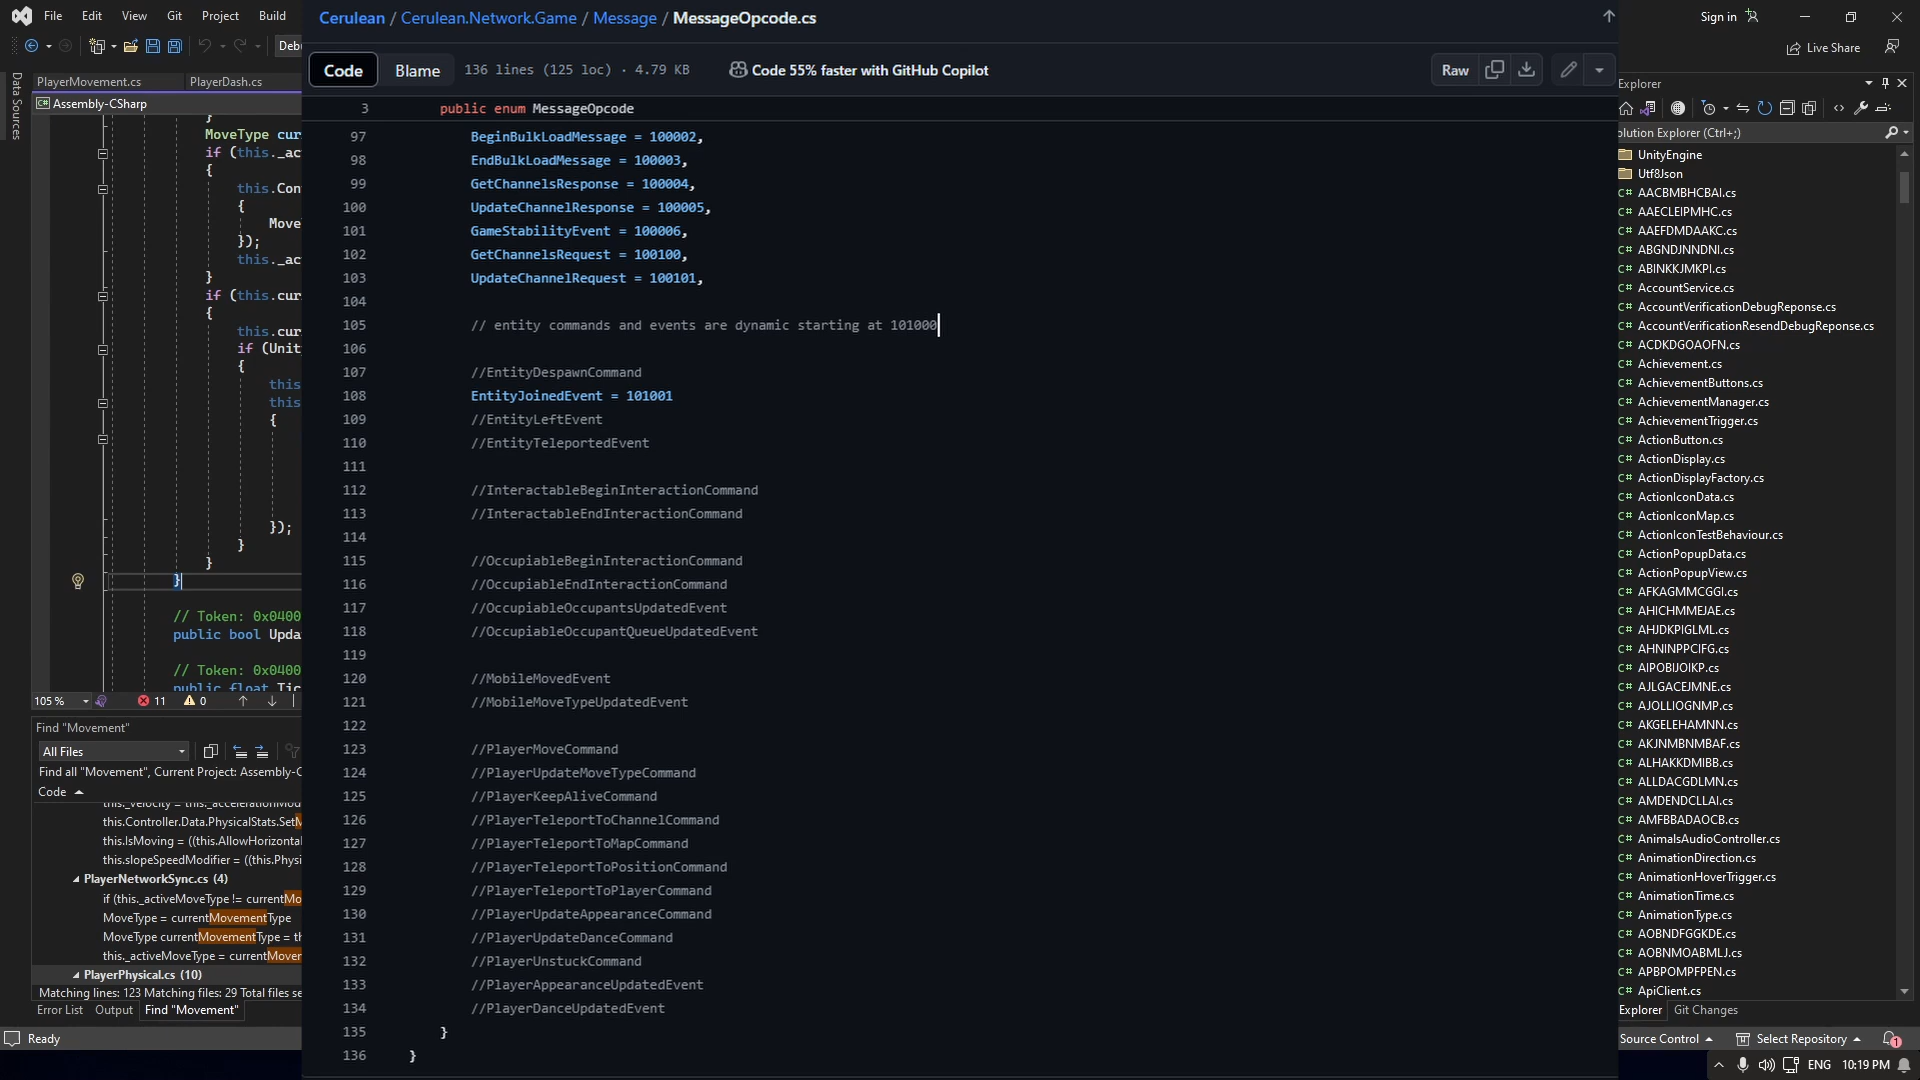 File Edit View Git Project Build
Cerulean / Cerulean.Network.Game / Message / MessageOpcode.cs
Sign in
Debu
Code Blame 136 lines (125 loc) · 4.79 KB Code 55% faster with GitHub Copilot Raw
Live Share
Data Sources
PlayerMovement.cs PlayerDash.cs
C# Assembly-CSharp
}
MoveType cur
if (this._ac
{
this.Con
{
Move
});
this._ac
}
if (this.cur
{
this.cur
if (Unit
{
this
this
{
});
}
}
}
// Token: 0x0400
public bool Upda
// Token: 0x0400
public float Tic
105 % 11 0
Find "Movement"
All Files
Find all "Movement", Current Project: Assembly-C
Code
this._velocity = this._accelerationMod
this.Controller.Data.PhysicalStats.SetM
this.IsMoving = ((this.AllowHorizonta
this.slopeSpeedModifier = ((this.Physi
PlayerNetworkSync.cs (4)
if (this._activeMoveType != currentMo
MoveType = currentMovementType
MoveType currentMovementType = th
this._activeMoveType = currentMover
PlayerPhysical.cs (10)
Matching lines: 123 Matching files: 29 Total files se
Error List Output Find "Movement"
Ready
3 public enum MessageOpcode
97 BeginBulkLoadMessage = 100002,
98 EndBulkLoadMessage = 100003,
99 GetChannelsResponse = 100004,
100 UpdateChannelResponse = 100005,
101 GameStabilityEvent = 100006,
102 GetChannelsRequest = 100100,
103 UpdateChannelRequest = 100101,
104
105 // entity commands and events are dynamic starting at 101000
106
107 //EntityDespawnCommand
108 EntityJoinedEvent = 101001
109 //EntityLeftEvent
110 //EntityTeleportedEvent
111
112 //InteractableBeginInteractionCommand
113 //InteractableEndInteractionCommand
114
115 //OccupiableBeginInteractionCommand
116 //OccupiableEndInteractionCommand
117 //OccupiableOccupantsUpdatedEvent
118 //OccupiableOccupantQueueUpdatedEvent
119
120 //MobileMovedEvent
121 //MobileMoveTypeUpdatedEvent
122
123 //PlayerMoveCommand
124 //PlayerUpdateMoveTypeCommand
125 //PlayerKeepAliveCommand
126 //PlayerTeleportToChannelCommand
127 //PlayerTeleportToMapCommand
128 //PlayerTeleportToPositionCommand
129 //PlayerTeleportToPlayerCommand
130 //PlayerUpdateAppearanceCommand
131 //PlayerUpdateDanceCommand
132 //PlayerUnstuckCommand
133 //PlayerAppearanceUpdatedEvent
134 //PlayerDanceUpdatedEvent
135 }
136 }
Explorer
olution Explorer (Ctrl+;)
UnityEngine
Utf8Json
C# AACBMBHCBAI.cs
C# AAECLEIPMHC.cs
C# AAEFDMDAAKC.cs
C# ABGNDJNNDNI.cs
C# ABINKKJMKPI.cs
C# AccountService.cs
C# AccountVerificationDebugReponse.cs
C# AccountVerificationResendDebugReponse.cs
C# ACDKDGOAOFN.cs
C# Achievement.cs
C# AchievementButtons.cs
C# AchievementManager.cs
C# AchievementTrigger.cs
C# ActionButton.cs
C# ActionDisplay.cs
C# ActionDisplayFactory.cs
C# ActionIconData.cs
C# ActionIconMap.cs
C# ActionIconTestBehaviour.cs
C# ActionPopupData.cs
C# ActionPopupView.cs
C# AFKAGMMCGGI.cs
C# AHICHMMEJAE.cs
C# AHJDKPIGLML.cs
C# AHNINPPCIFG.cs
C# AIPOBIJOIKP.cs
C# AJLGACEJMNE.cs
C# AJOLLIOGNMP.cs
C# AKGELEHAMNN.cs
C# AKJNMBNMBAF.cs
C# ALHAKKDMIBB.cs
C# ALLDACGDLMN.cs
C# AMDENDCLLAI.cs
C# AMFBBADAOCB.cs
C# AnimalsAudioController.cs
C# AnimationDirection.cs
C# AnimationHoverTrigger.cs
C# AnimationTime.cs
C# AnimationType.cs
C# AOBNDFGGKDE.cs
C# AOBNMOABMLJ.cs
C# APBPOMPFPEN.cs
C# ApiClient.cs
Explorer Git Changes
Source Control Select Repository 1
ENG 10:19 PM